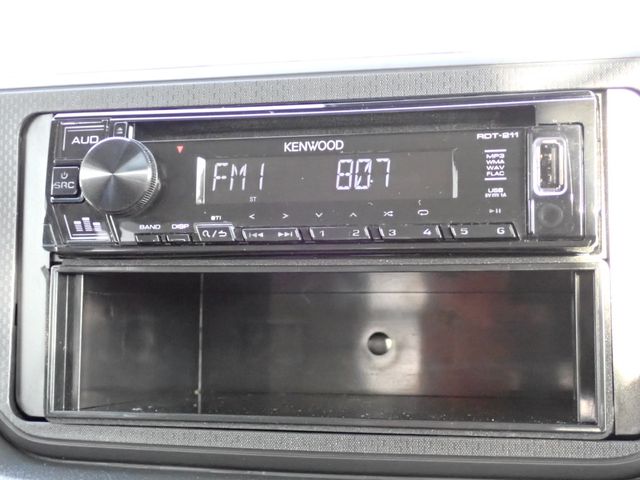 AUD
KENWOOD
RDT-211
FM1 80.7
ST
SRC
MP3
WMA
WAV
FLAC
USB
BAND DISP
1 2 3 4 5 6